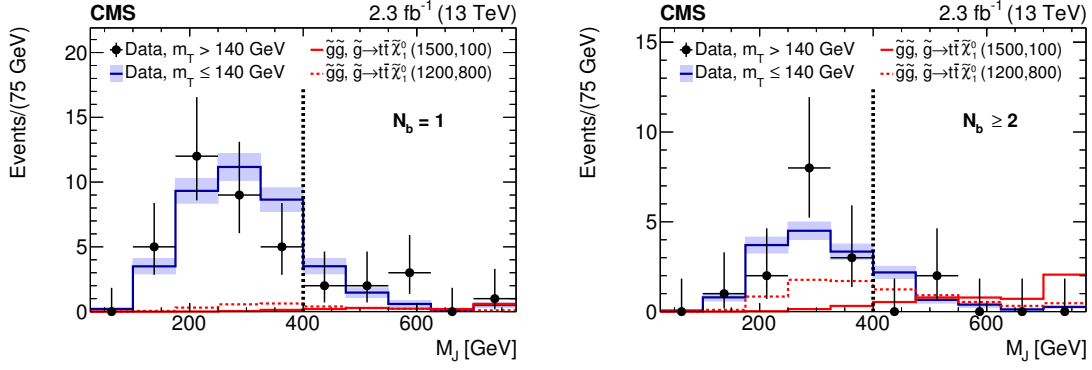 CMS 2.3 fb⁻¹ (13 TeV)
Events/(75 GeV)
20
15
10
5
0
Data, m_T > 140 GeV
Data, m_T ≤ 140 GeV
g̃g̃, g̃→tt̄χ̃⁰₁ (1500,100)
g̃g̃, g̃→tt̄χ̃⁰₁ (1200,800)
N_b = 1
200 400 600
M_J [GeV]
CMS 2.3 fb⁻¹ (13 TeV)
Events/(75 GeV)
15
10
5
0
Data, m_T > 140 GeV
Data, m_T ≤ 140 GeV
g̃g̃, g̃→tt̄χ̃⁰₁ (1500,100)
g̃g̃, g̃→tt̄χ̃⁰₁ (1200,800)
N_b ≥ 2
200 400 600
M_J [GeV]